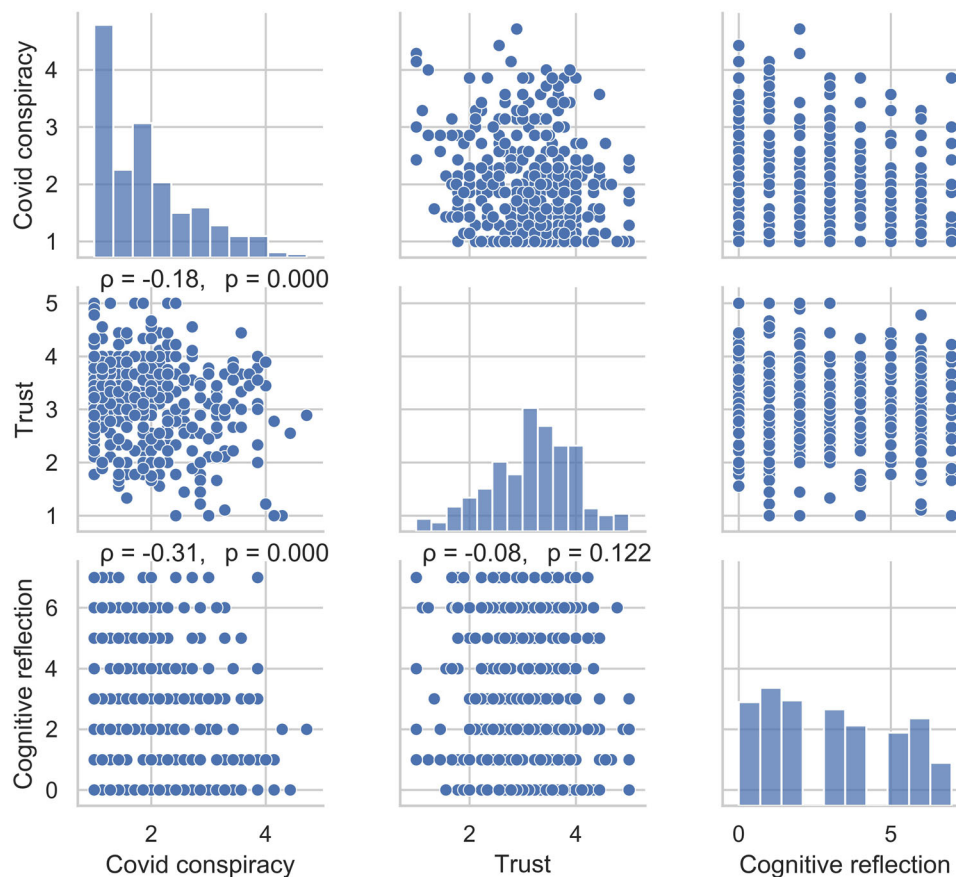 Covid conspiracy
4
3
2
1
ρ = -0.18, p = 0.000
Trust
5
4
3
2
1
ρ = -0.31, p = 0.000
ρ = -0.08, p = 0.122
Cognitive reflection
6
4
2
0
2 4
2 4
0 5
Covid conspiracy
Trust
Cognitive reflection